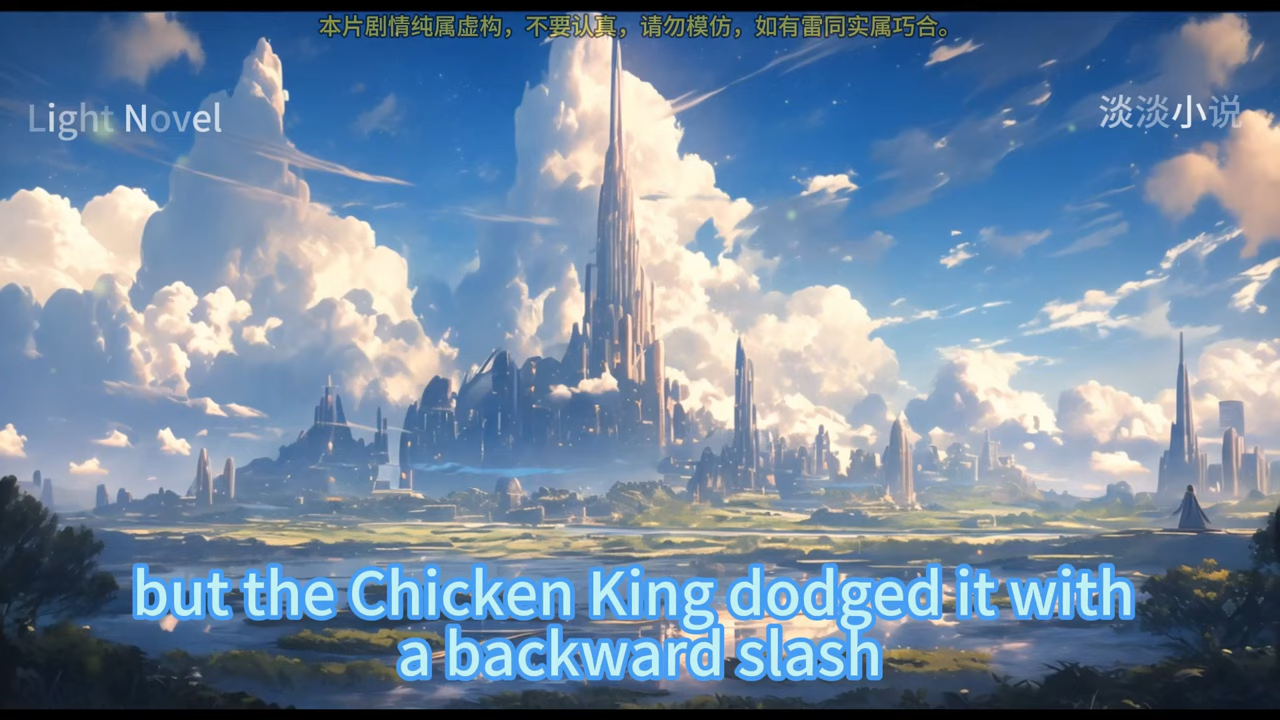 本片剧情纯属虚构，不要认真，请勿模仿，如有雷同实属巧合。
Light Novel
淡淡小说
but the Chicken King dodged it with
a backward slash